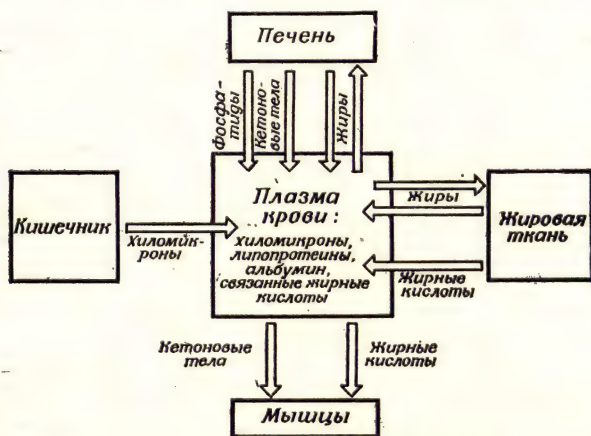 Печень
Фосфа-
тиды
Кетоно-
вые тела
Жиры
Кишечник
Хиломик-
роны
Плазма
крови:
хиломикроны,
липопротеины,
альбумин,
связанные жирные
кислоты
Жиры
Жировая
ткань
Жирные
кислоты
Кетоновые
тела
Жирные
кислоты
Мышцы